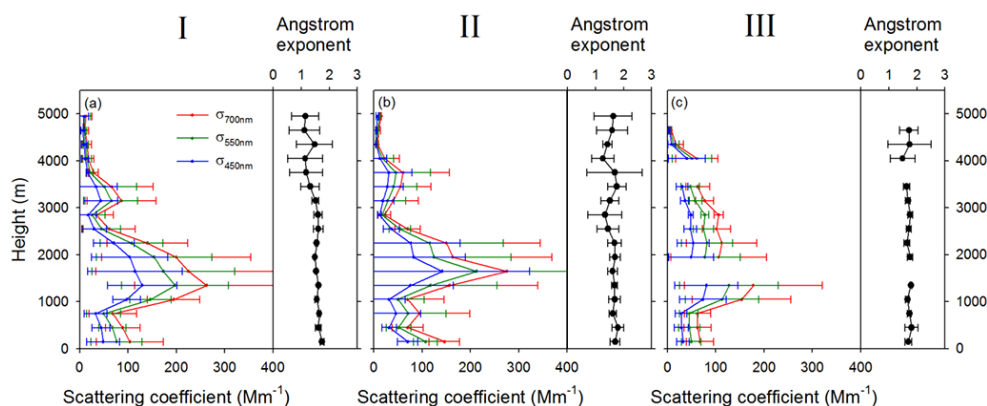 I
II
III
Angstrom
exponent
Angstrom
exponent
Angstrom
exponent
0 1 2 3
0 1 2 3
0 1 2 3
(a)
(b)
(c)
σ700nm
σ550nm
σ450nm
Height (m)
5000
4000
3000
2000
1000
0
5000
4000
3000
2000
1000
0
0 100 200 300 400
0 100 200 300 400
0 100 200 300 400
Scattering coefficient (Mm⁻¹)
Scattering coefficient (Mm⁻¹)
Scattering coefficient (Mm⁻¹)